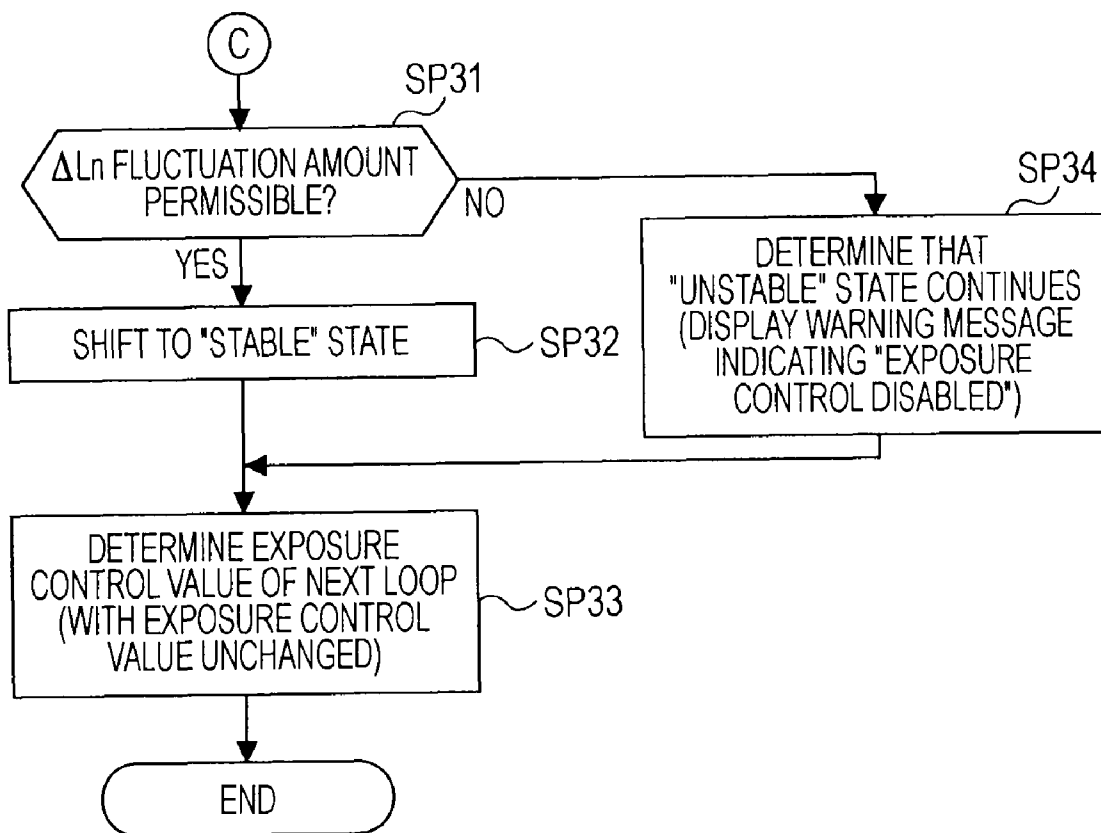 C
SP31
ΔLn FLUCTUATION AMOUNT
PERMISSIBLE?
NO
YES
SP34
DETERMINE THAT
"UNSTABLE" STATE CONTINUES
(DISPLAY WARNING MESSAGE
INDICATING "EXPOSURE
CONTROL DISABLED")
SHIFT TO "STABLE" STATE
SP32
DETERMINE EXPOSURE
CONTROL VALUE OF NEXT LOOP
(WITH EXPOSURE CONTROL
VALUE UNCHANGED)
SP33
END